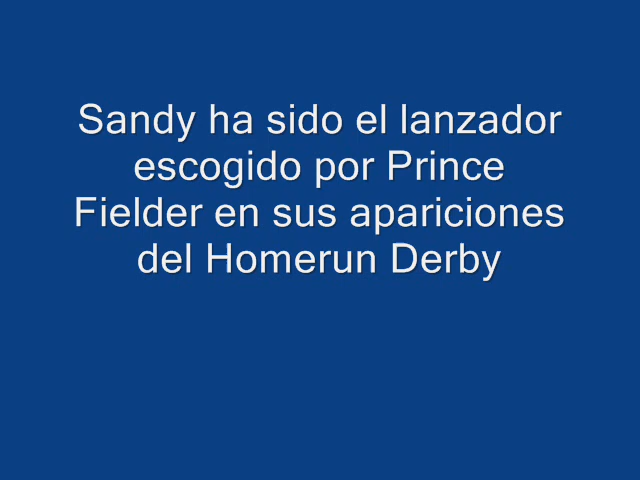 Sandy ha sido el lanzador
escogido por Prince
Fielder en sus apariciones
del Homerun Derby